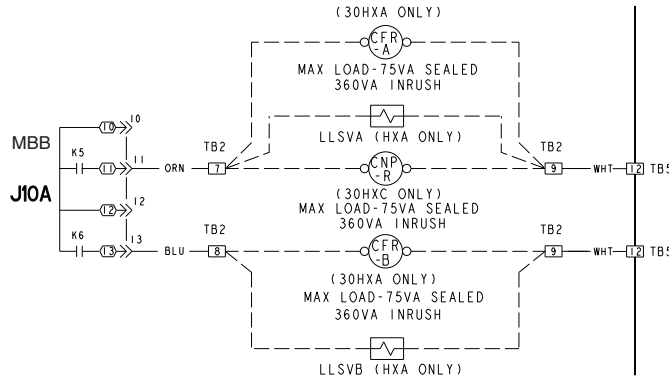 (30HXA ONLY)
CFR
-A
MAX LOAD-75VA SEALED
360VA INRUSH
10 10
MBB
LLSVA (HXA ONLY)
K5 11 11 ORN
TB2
7
CNP
-R
TB2
9 WHT 12 TB5
J10A
(30HXC ONLY)
MAX LOAD-75VA SEALED
360VA INRUSH
12 12
K6 13 13 BLU
TB2
8
CFR
-B
TB2
9 WHT 12 TB5
(30HXA ONLY)
MAX LOAD-75VA SEALED
360VA INRUSH
LLSVB (HXA ONLY)